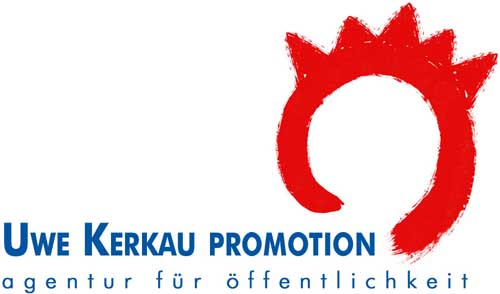 Uwe Kerkau Promotion
agentur für öffentlichkeit